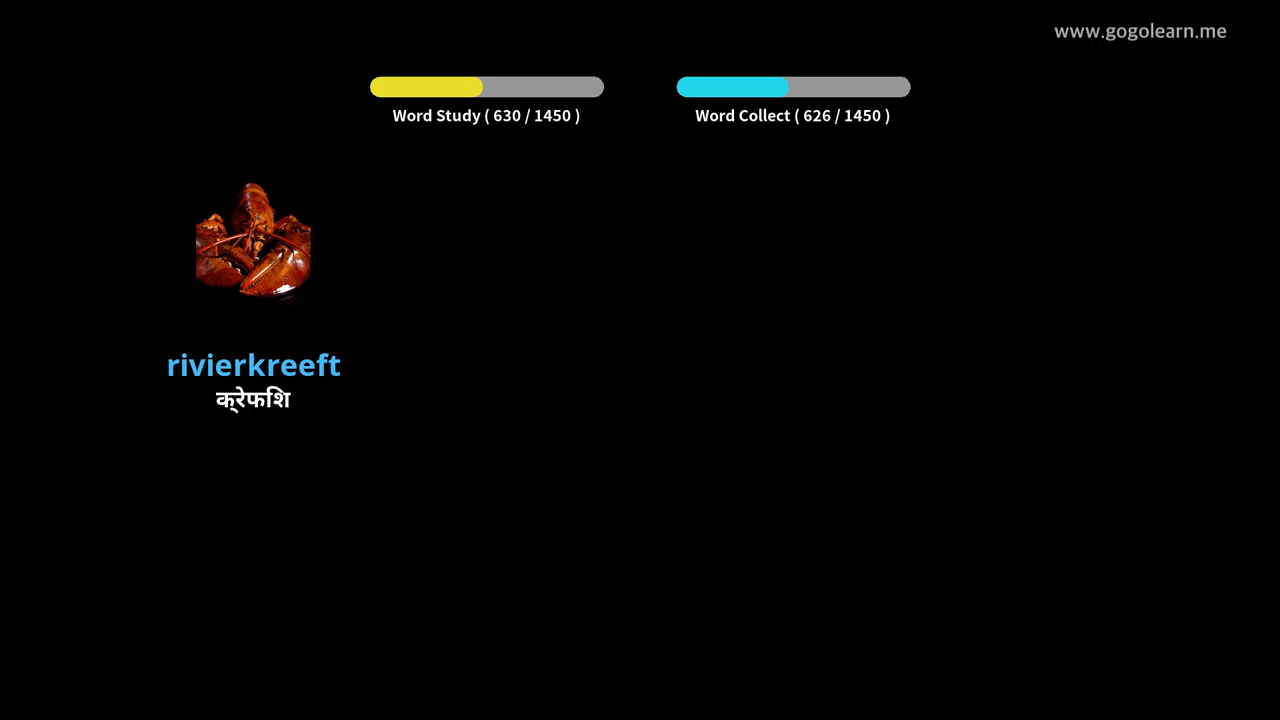 www.gogolearn.me
Word Study ( 630 / 1450 )
Word Collect ( 626 / 1450 )
rivierkreeft
क्रेफिश